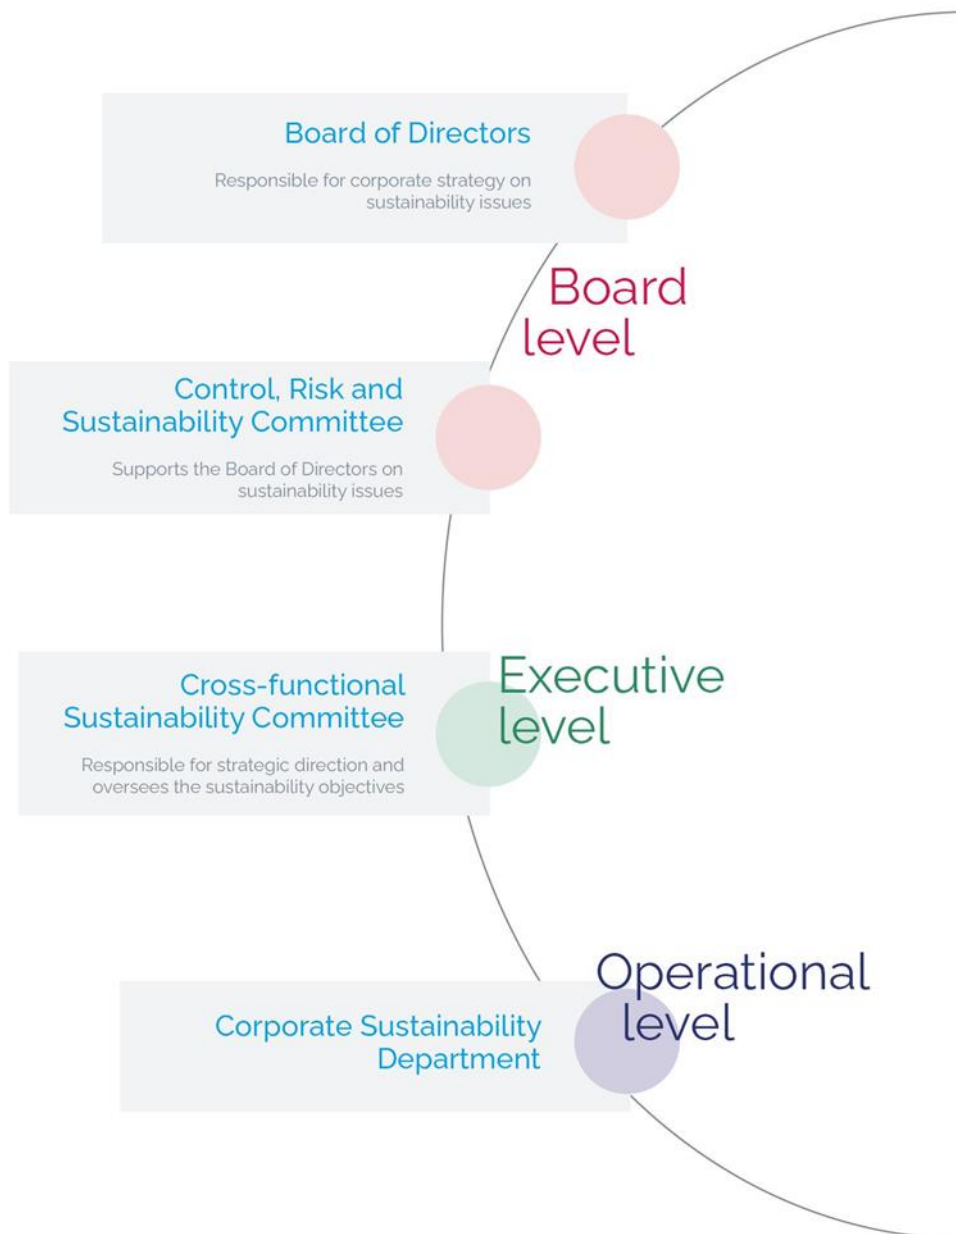 Board of Directors
Responsible for corporate strategy on
sustainability issues
Board
level
Control, Risk and
Sustainability Committee
Supports the Board of Directors on
sustainability issues
Cross-functional
Sustainability Committee
Responsible for strategic direction and
oversees the sustainability objectives
Executive
level
Corporate Sustainability
Department
Operational
level